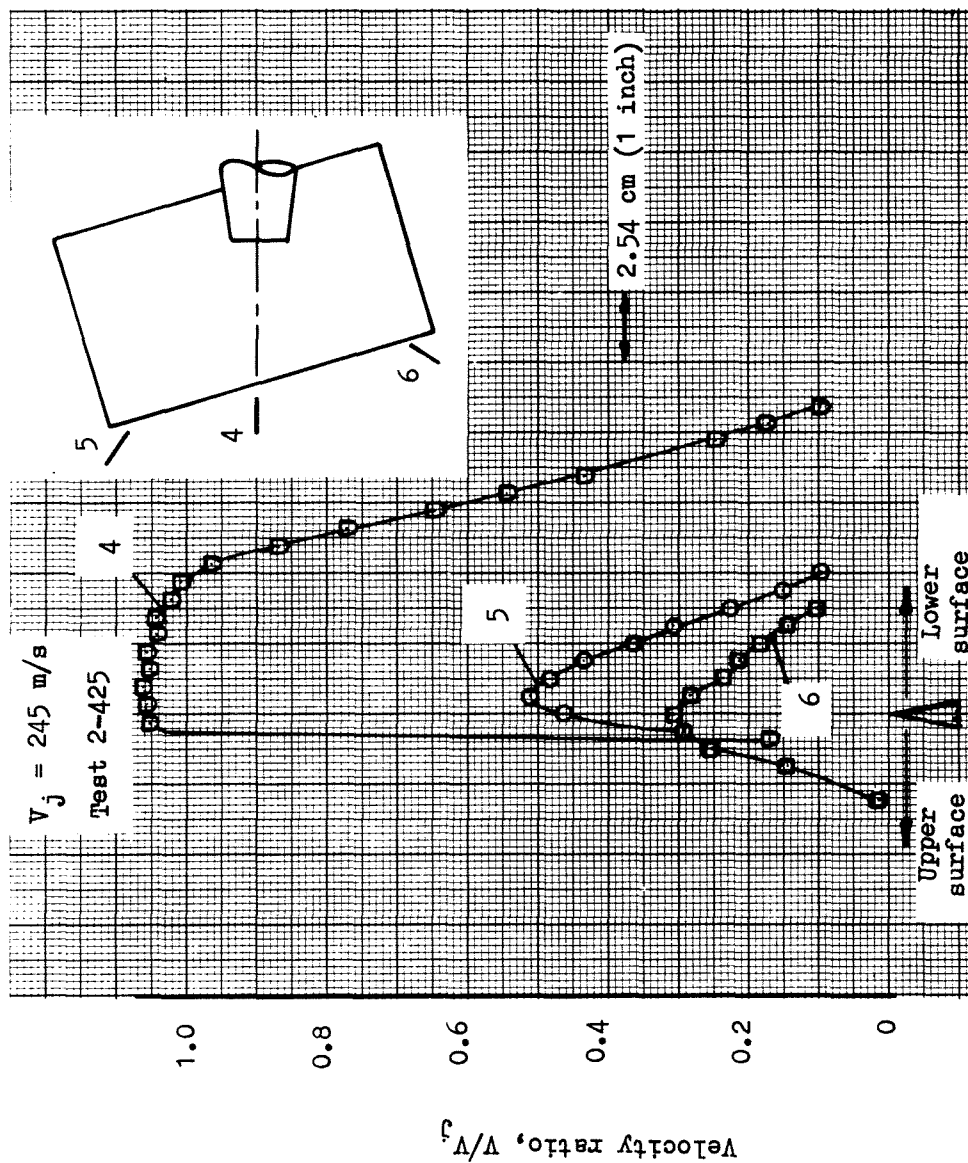 V_j = 245 m/s
Test 2-425
5
4
6
4
2.54 cm (1 inch)
5
6
Upper
surface
Lower
surface
1.0
0.8
0.6
0.4
0.2
0
Velocity ratio, V/V_j